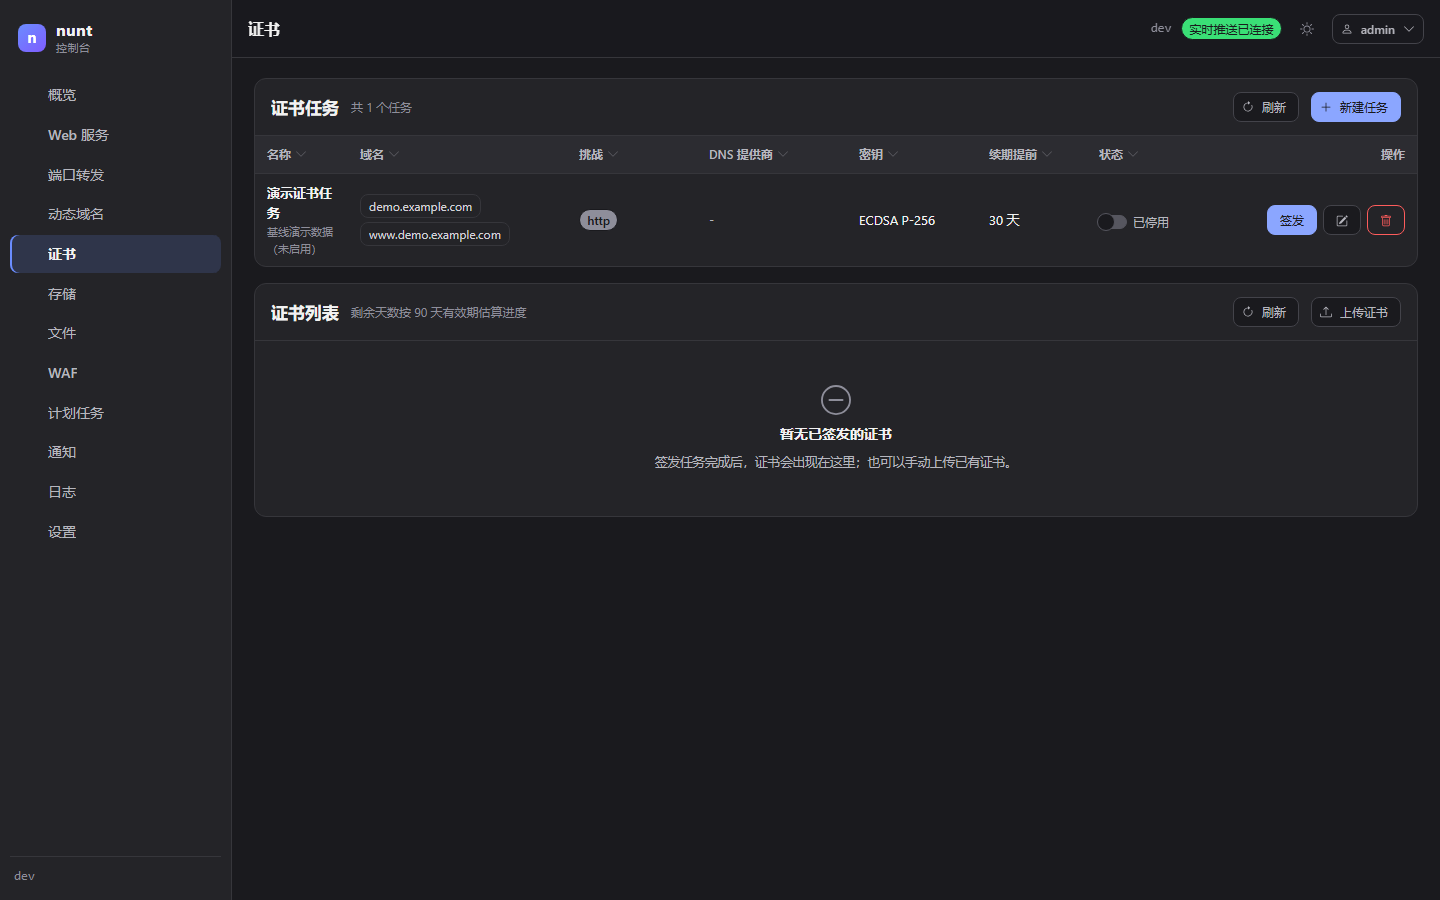 n
nunt
控制台
概览
Web 服务
端口转发
动态域名
证书
存储
文件
WAF
计划任务
通知
日志
设置
dev
证书
dev
实时推送已连接
admin
证书任务
共 1 个任务
刷新
新建任务
名称
域名
挑战
DNS 提供商
密钥
续期提前
状态
操作
演示证书任
务
基线演示数据
（未启用）
demo.example.com
www.demo.example.com
http
-
ECDSA P-256
30 天
已停用
签发
证书列表
剩余天数按 90 天有效期估算进度
刷新
上传证书
暂无已签发的证书
签发任务完成后，证书会出现在这里；也可以手动上传已有证书。